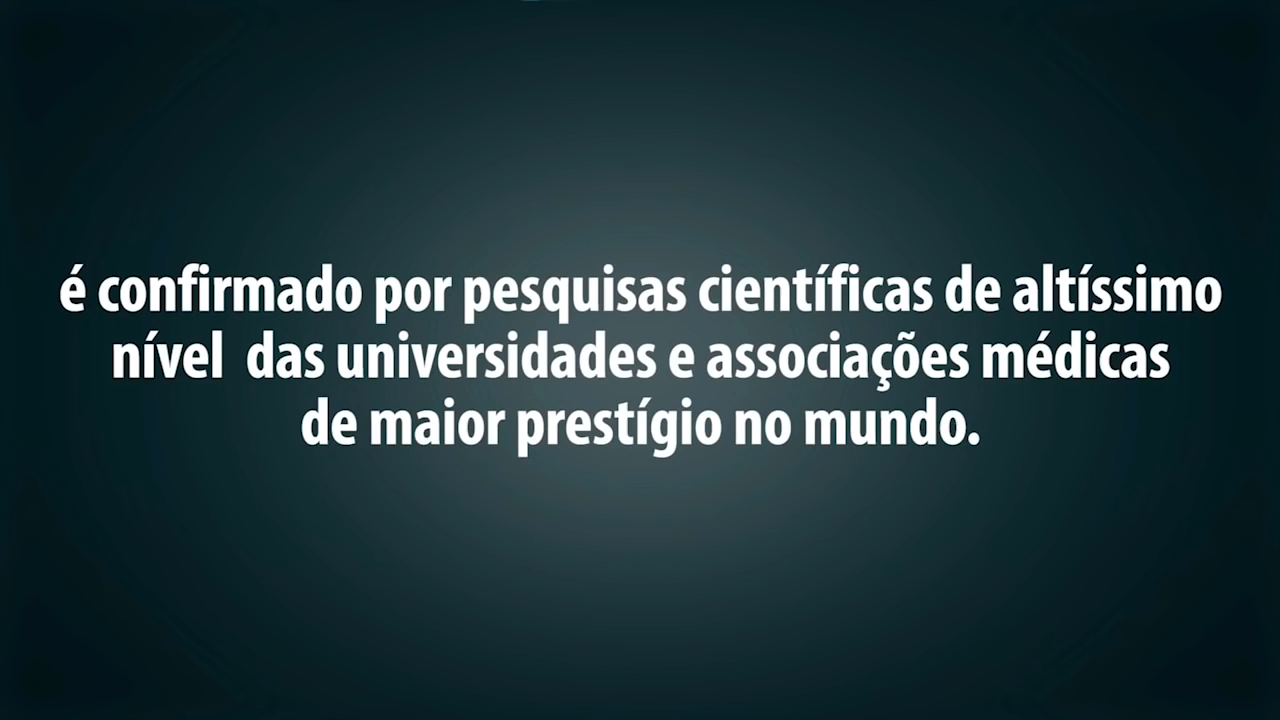 é confirmado por pesquisas científicas de altíssimo
nível  das universidades e associações médicas
de maior prestígio no mundo.